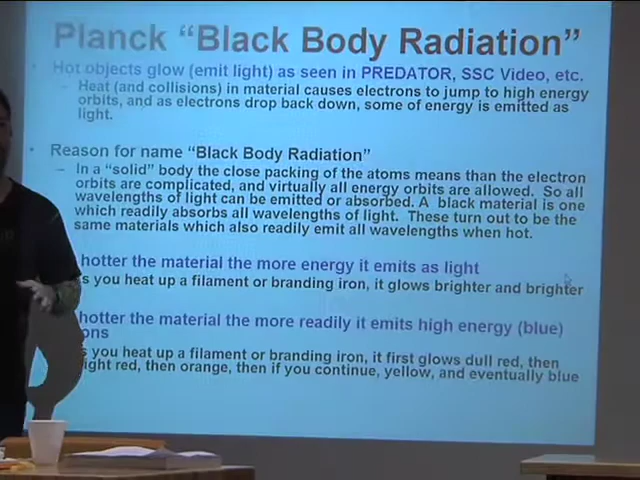 Planck “Black Body Radiation”
• Hot objects glow (emit light) as seen in PREDATOR, SSC Video, etc.
– Heat (and collisions) in material causes electrons to jump to high energy
orbits, and as electrons drop back down, some of energy is emitted as
light.
• Reason for name “Black Body Radiation”
– In a “solid” body the close packing of the atoms means than the electron
orbits are complicated, and virtually all energy orbits are allowed. So all
wavelengths of light can be emitted or absorbed. A black material is one
which readily absorbs all wavelengths of light. These turn out to be the
same materials which also readily emit all wavelengths when hot.
hotter the material the more energy it emits as light
s you heat up a filament or branding iron, it glows brighter and brighter
hotter the material the more readily it emits high energy (blue)
ons
s you heat up a filament or branding iron, it first glows dull red, then
ight red, then orange, then if you continue, yellow, and eventually blue